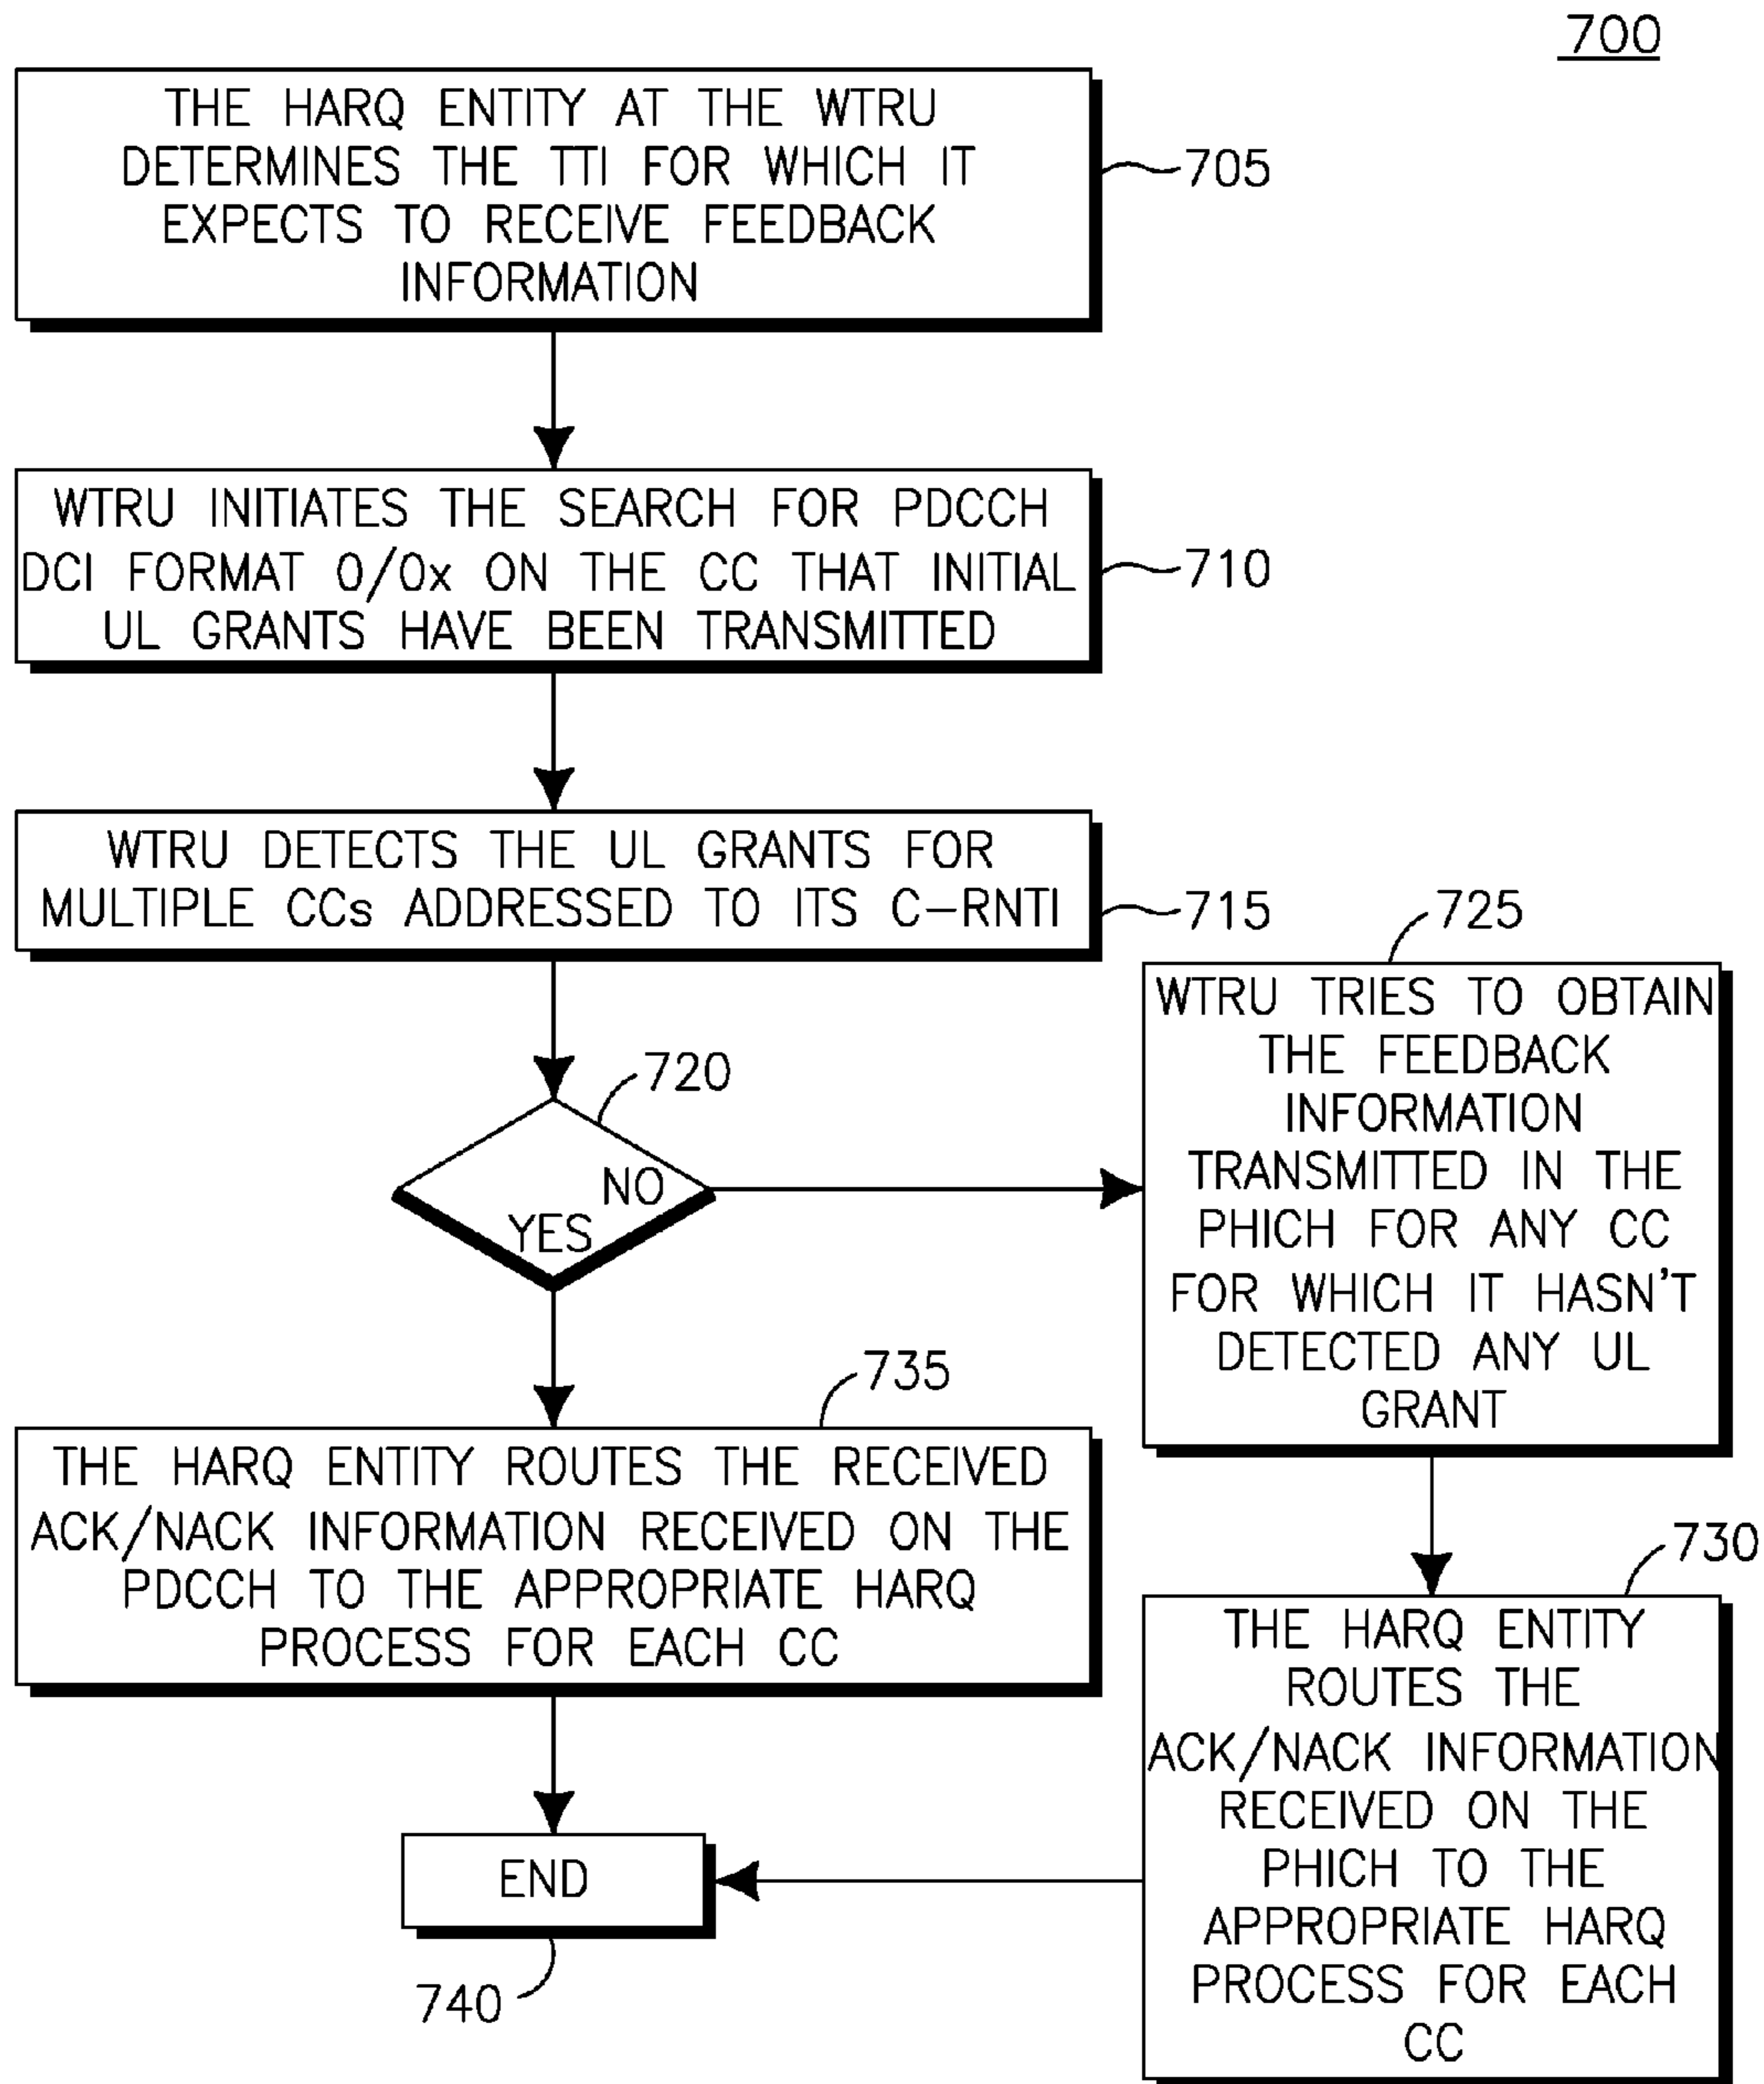 700
THE HARQ ENTITY AT THE WTRU
DETERMINES THE TTI FOR WHICH IT
EXPECTS TO RECEIVE FEEDBACK
INFORMATION
705
WTRU INITIATES THE SEARCH FOR PDCCH
DCI FORMAT 0/0x ON THE CC THAT INITIAL
UL GRANTS HAVE BEEN TRANSMITTED
710
WTRU DETECTS THE UL GRANTS FOR
MULTIPLE CCs ADDRESSED TO ITS C-RNTI
715
720
NO
YES
725
WTRU TRIES TO OBTAIN
THE FEEDBACK
INFORMATION
TRANSMITTED IN THE
PHICH FOR ANY CC
FOR WHICH IT HASN'T
DETECTED ANY UL
GRANT
735
THE HARQ ENTITY ROUTES THE RECEIVED
ACK/NACK INFORMATION RECEIVED ON THE
PDCCH TO THE APPROPRIATE HARQ
PROCESS FOR EACH CC
730
THE HARQ ENTITY
ROUTES THE
ACK/NACK INFORMATION
RECEIVED ON THE
PHICH TO THE
APPROPRIATE HARQ
PROCESS FOR EACH
CC
END
740